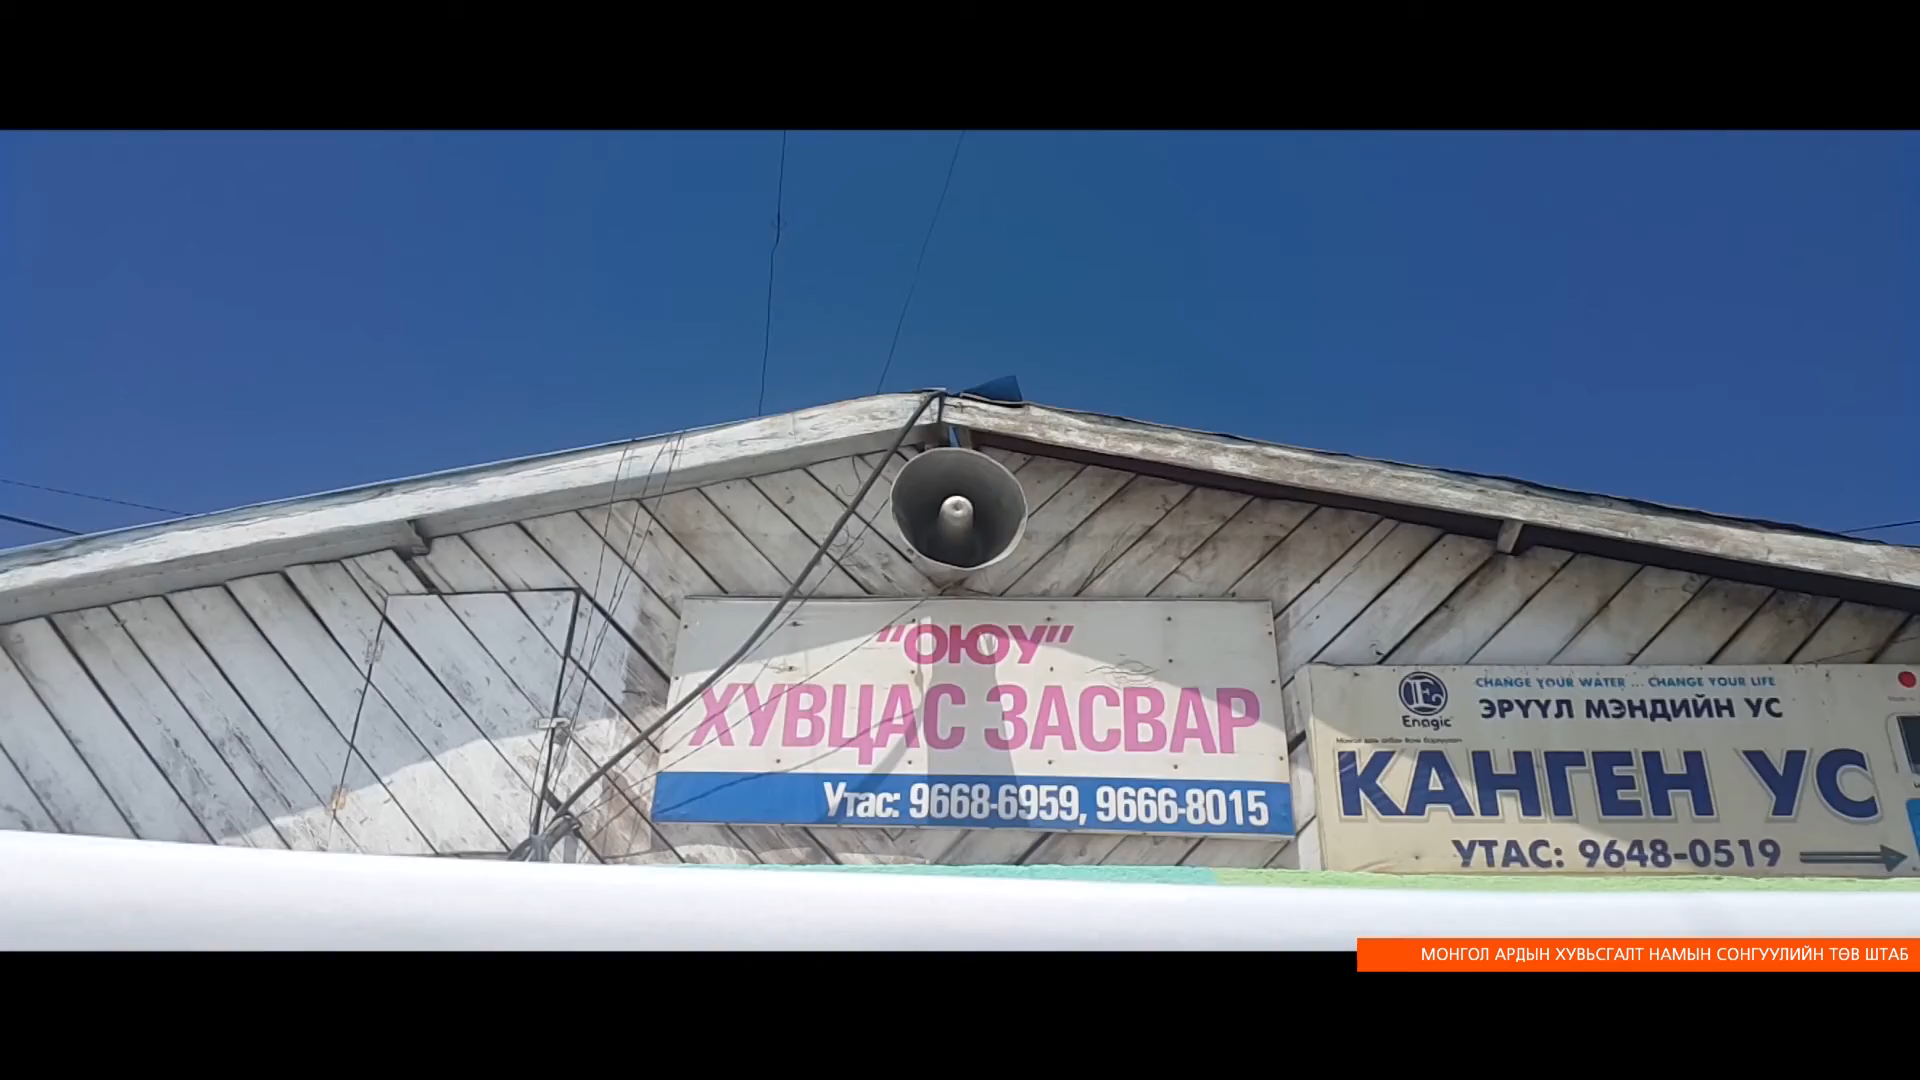 "ОЮУ"
ХУВЦАС ЗАСВАР
Утас: 9668-6959, 9666-8015
Enagic
CHANGE YOUR WATER ... CHANGE YOUR LIFE
ЭРҮҮЛ МЭНДИЙН УС
КАНГЕН УС
УТАС: 9648-0519
МОНГОЛ АРДЫН ХУВЬСГАЛТ НАМЫН СОНГУУЛИЙН ТӨВ ШТАБ